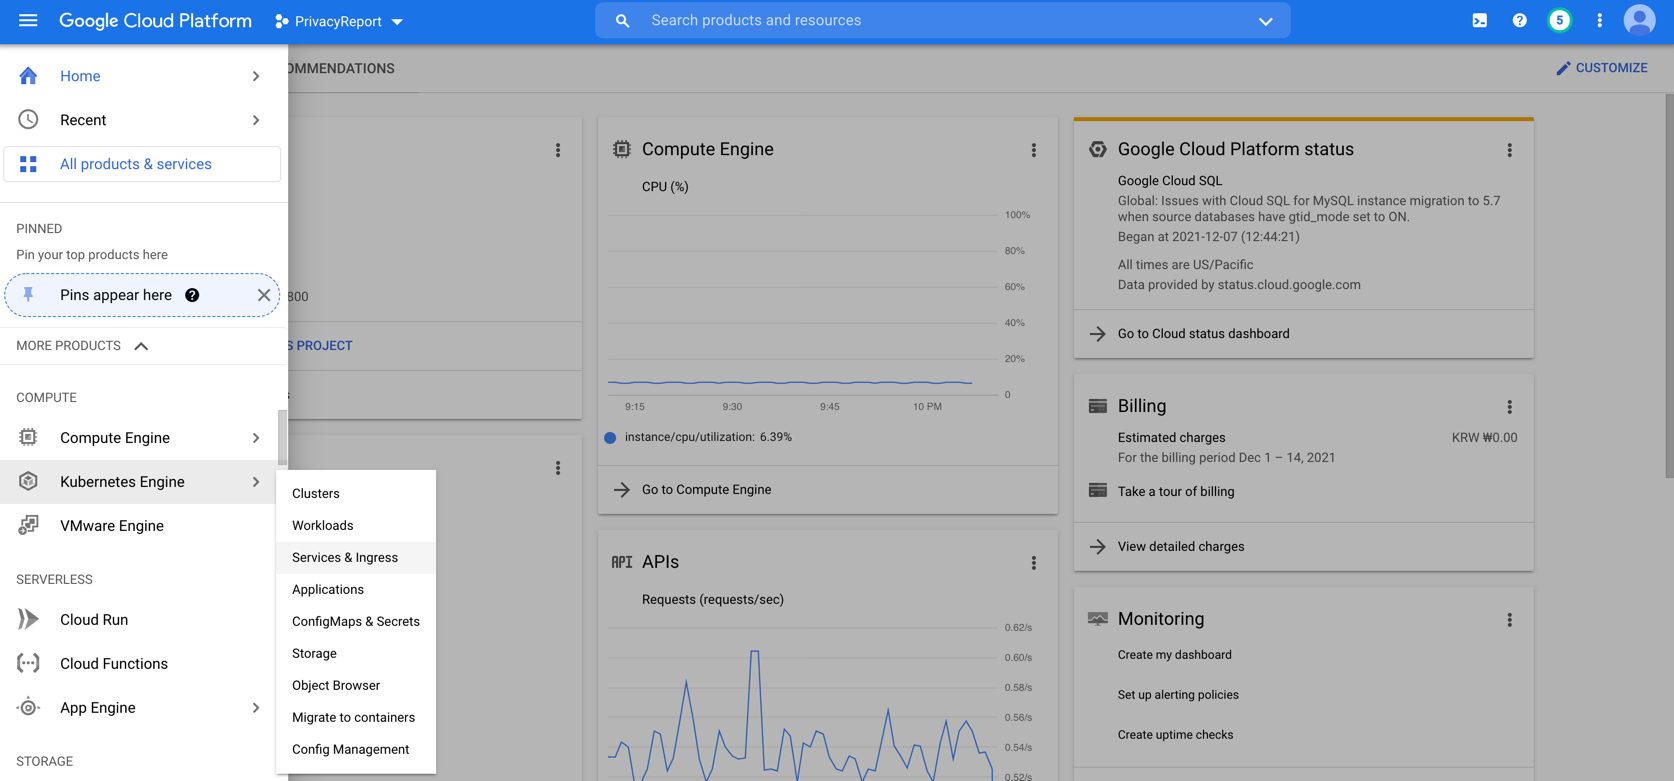 Google Cloud Platform
PrivacyReport
Search products and resources
5
Home
Recent
All products & services
PINNED
Pin your top products here
Pins appear here
MORE PRODUCTS
COMPUTE
Compute Engine
Kubernetes Engine
VMware Engine
SERVERLESS
Cloud Run
Cloud Functions
App Engine
STORAGE
Clusters
Workloads
Services & Ingress
Applications
ConfigMaps & Secrets
Storage
Object Browser
Migrate to containers
Config Management
OMMENDATIONS
CUSTOMIZE
800
S PROJECT
Compute Engine
CPU (%)
100%
80%
60%
40%
20%
0
9:15 9:30 9:45 10 PM
instance/cpu/utilization: 6.39%
Go to Compute Engine
API APIs
Requests (requests/sec)
0.62/s
0.60/s
0.58/s
0.56/s
0.54/s
0.52/s
Google Cloud Platform status
Google Cloud SQL
Global: Issues with Cloud SQL for MySQL instance migration to 5.7
when source databases have gtid_mode set to ON.
Began at 2021-12-07 (12:44:21)
All times are US/Pacific
Data provided by status.cloud.google.com
Go to Cloud status dashboard
Billing
Estimated charges KRW ₩0.00
For the billing period Dec 1 – 14, 2021
Take a tour of billing
View detailed charges
Monitoring
Create my dashboard
Set up alerting policies
Create uptime checks